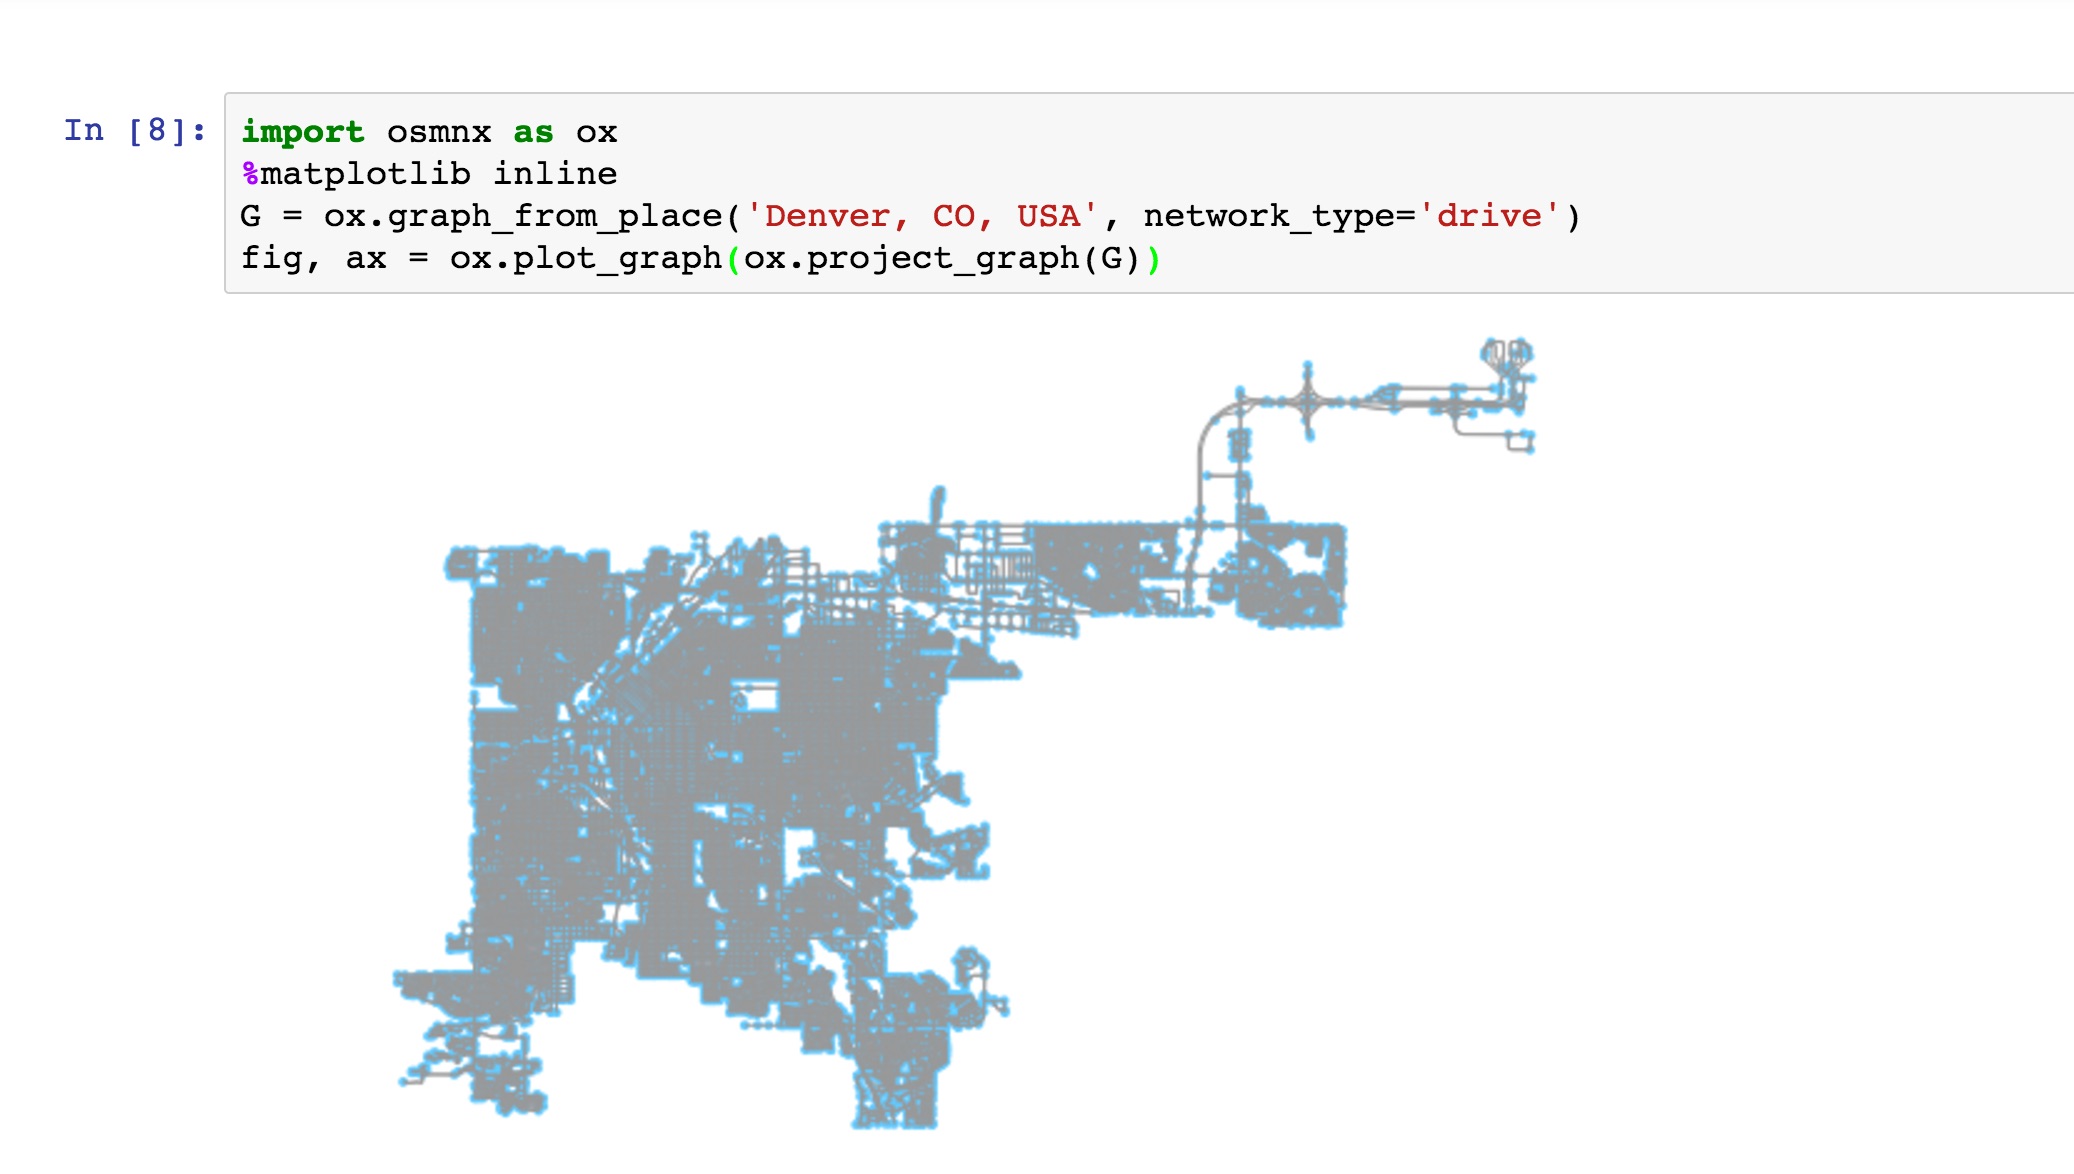 In [8]:
import osmnx as ox
%matplotlib inline
G = ox.graph_from_place('Denver, CO, USA', network_type='drive')
fig, ax = ox.plot_graph(ox.project_graph(G))